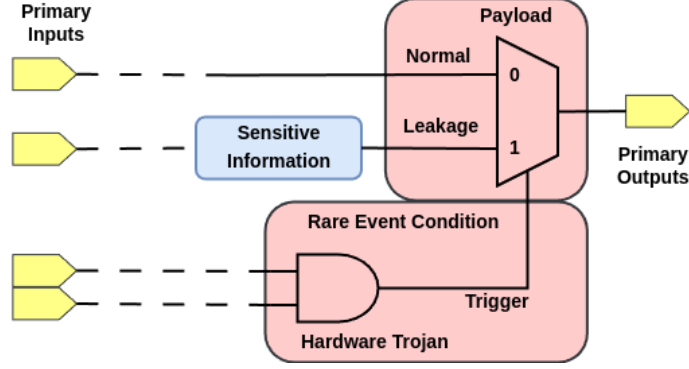 Primary
Inputs
Payload
Normal
0
Sensitive
Information
Leakage
1
Primary
Outputs
Rare Event Condition
Trigger
Hardware Trojan